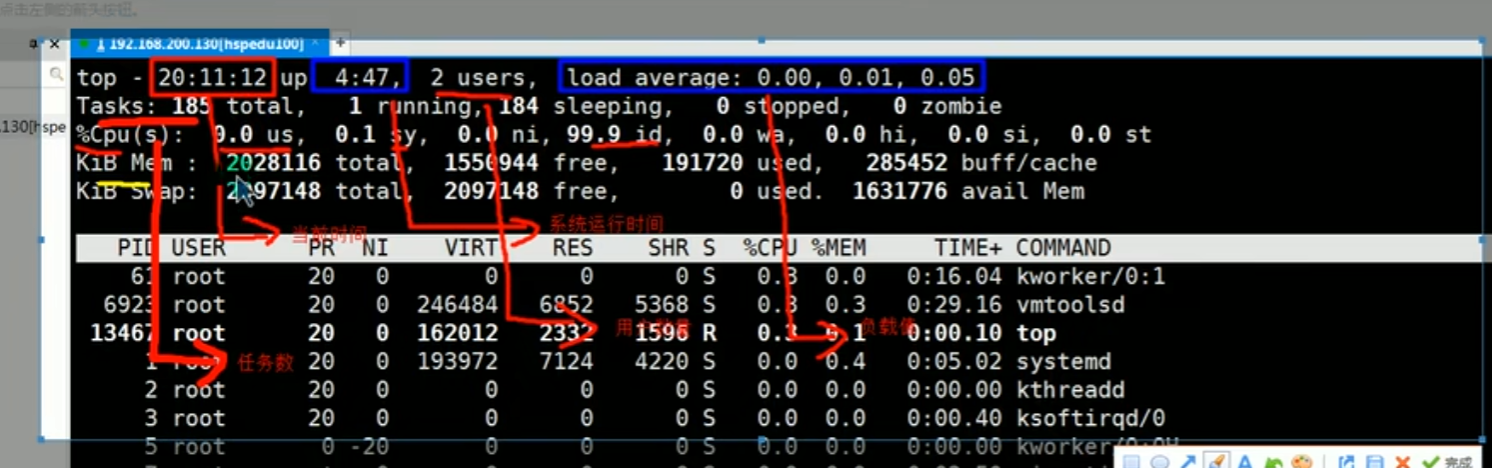 点击左侧的箭头按钮。
1 192.168.200.130[hspedu100] × +
top - 20:11:12 up 4:47, 2 users, load average: 0.00, 0.01, 0.05
Tasks: 185 total, 1 running, 184 sleeping, 0 stopped, 0 zombie
.130[hspe
%Cpu(s): 0.0 us, 0.1 sy, 0.0 ni, 99.9 id, 0.0 wa, 0.0 hi, 0.0 si, 0.0 st
KiB Mem : 2028116 total, 1550944 free, 191720 used, 285452 buff/cache
KiB Swap: 2097148 total, 2097148 free, 0 used. 1631776 avail Mem
当前时间
系统运行时间
PID USER PR NI VIRT RES SHR S %CPU %MEM TIME+ COMMAND
61 root 20 0 0 0 0 S 0.3 0.0 0:16.04 kworker/0:1
6923 root 20 0 246484 6852 5368 S 0.3 0.3 0:29.16 vmtoolsd
13467 root 20 0 162012 2332 1596 R 0.3 0.1 0:00.10 top
负载值
任务数
1 root 20 0 193972 7124 4220 S 0.0 0.4 0:05.02 systemd
2 root 20 0 0 0 0 S 0.0 0.0 0:00.00 kthreadd
3 root 20 0 0 0 0 S 0.0 0.0 0:00.40 ksoftirqd/0
5 root 0 -20 0 0 0 S 0.0 0.0 0:00.00 kworker/0:0H
完成